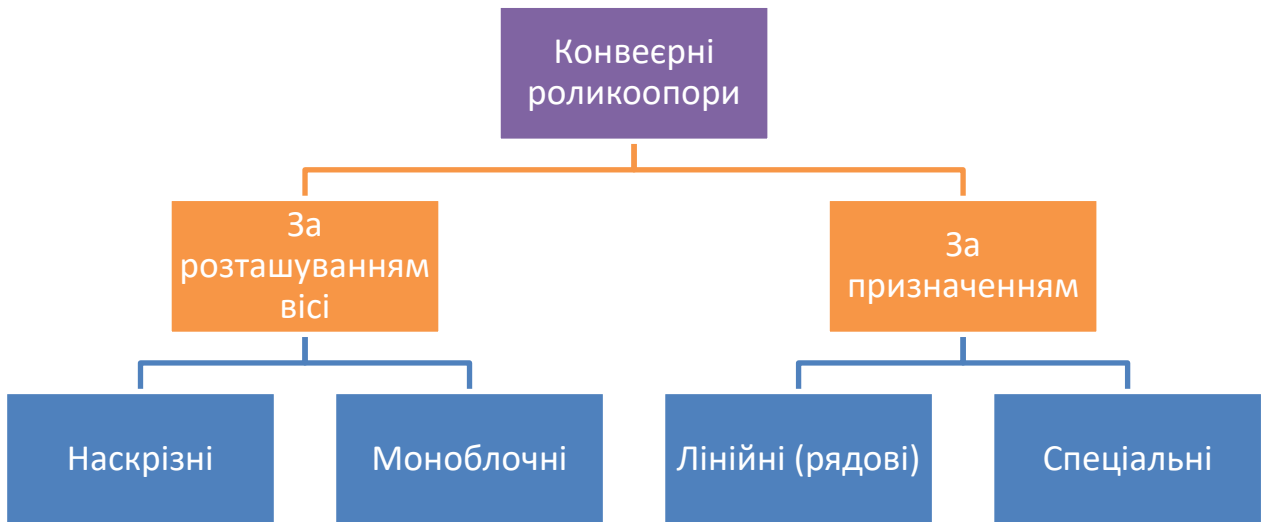 Конвеєрні
роликоопори
За
розташуванням
вісі
За
призначенням
Наскрізні
Моноблочні
Лінійні (рядові)
Спеціальні